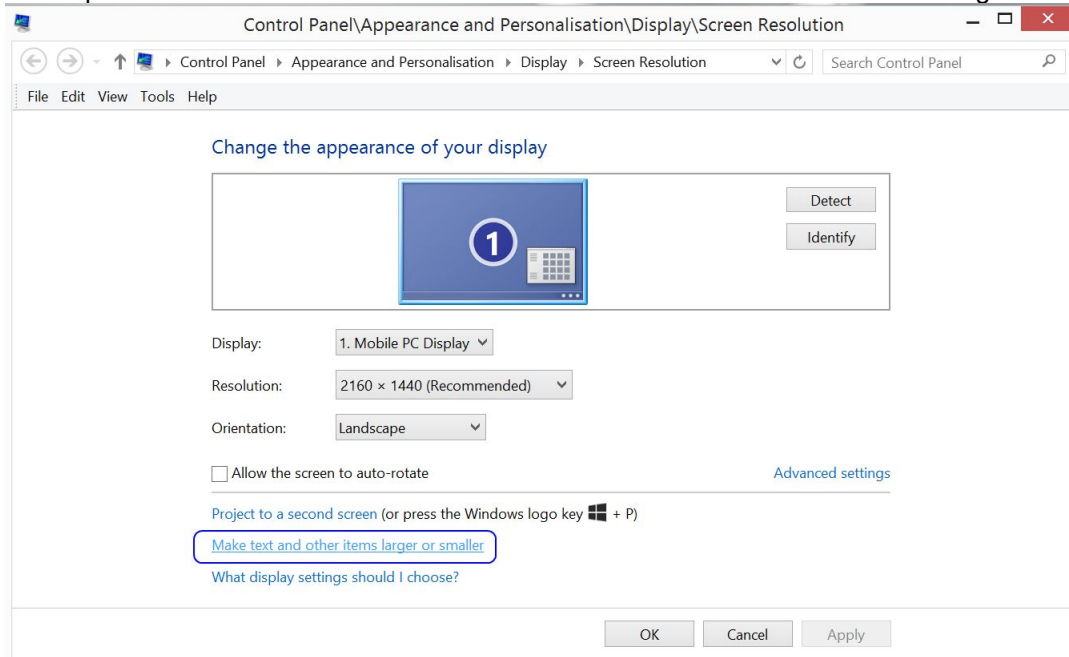 Control Panel\Appearance and Personalisation\Display\Screen Resolution
Control Panel Appearance and Personalisation Display Screen Resolution Search Control Panel
File Edit View Tools Help
Change the appearance of your display
1
Detect
Identify
Display: 1. Mobile PC Display
Resolution: 2160 × 1440 (Recommended)
Orientation: Landscape
Allow the screen to auto-rotate Advanced settings
Project to a second screen (or press the Windows logo key + P)
Make text and other items larger or smaller
What display settings should I choose?
OK Cancel Apply